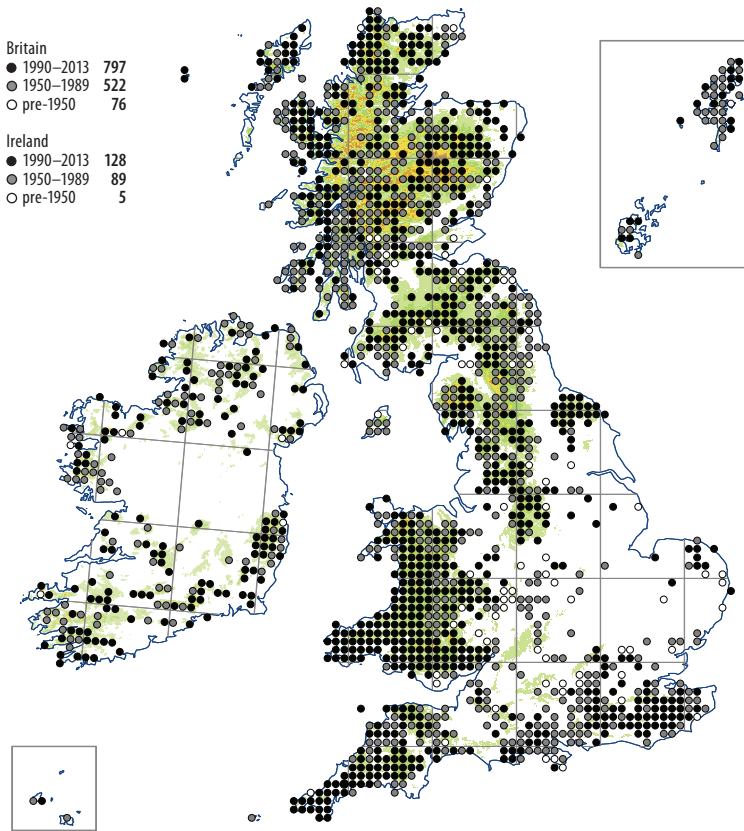 Britain
● 1990–2013 797
● 1950–1989 522
○ pre-1950 76
Ireland
● 1990–2013 128
● 1950–1989 89
○ pre-1950 5